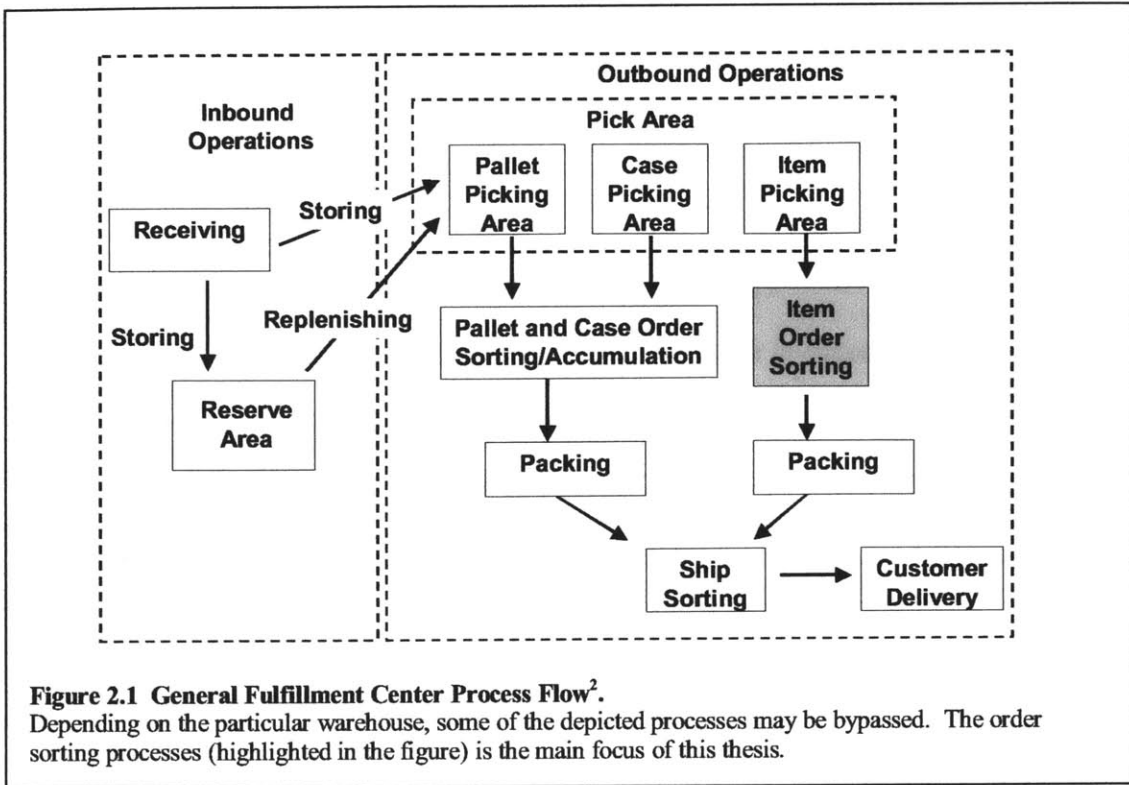 Inbound
Operations
Outbound Operations
Pick Area
Pallet
Picking
Area
Case
Picking
Area
Item
Picking
Area
Storing
Receiving
Storing
Replenishing
Reserve
Area
Pallet and Case Order
Sorting/Accumulation
Item
Order
Sorting
Packing
Packing
Ship
Sorting
Customer
Delivery
Figure 2.1 General Fulfillment Center Process Flow².
Depending on the particular warehouse, some of the depicted processes may be bypassed. The order
sorting processes (highlighted in the figure) is the main focus of this thesis.